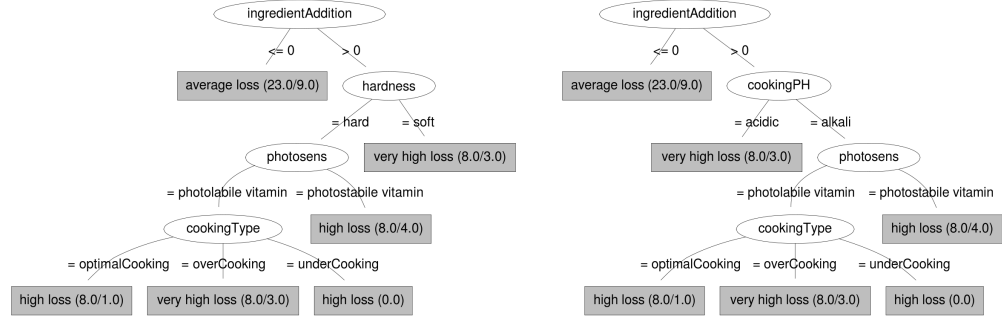 ingredientAddition
<= 0
> 0
average loss (23.0/9.0)
hardness
= hard
= soft
photosens
very high loss (8.0/3.0)
= photolabile vitamin
= photostabile vitamin
cookingType
high loss (8.0/4.0)
= optimalCooking
= overCooking
= underCooking
high loss (8.0/1.0)
very high loss (8.0/3.0)
high loss (0.0)
ingredientAddition
<= 0
> 0
average loss (23.0/9.0)
cookingPH
= acidic
= alkali
very high loss (8.0/3.0)
photosens
= photolabile vitamin
= photostabile vitamin
cookingType
high loss (8.0/4.0)
= optimalCooking
= overCooking
= underCooking
high loss (8.0/1.0)
very high loss (8.0/3.0)
high loss (0.0)